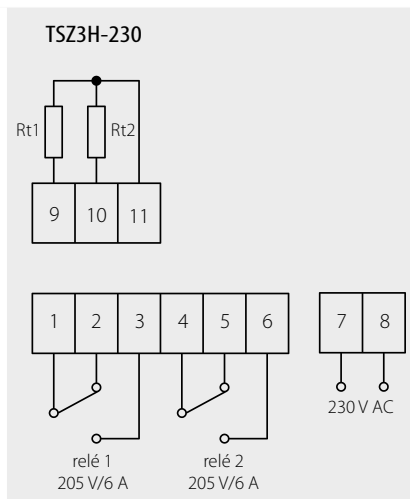 TSZ3H-230
Rt1 Rt2
9 10 11
1 2 3 4 5 6 7 8
230 V AC
relé 1 relé 2
205 V/6 A 205 V/6 A